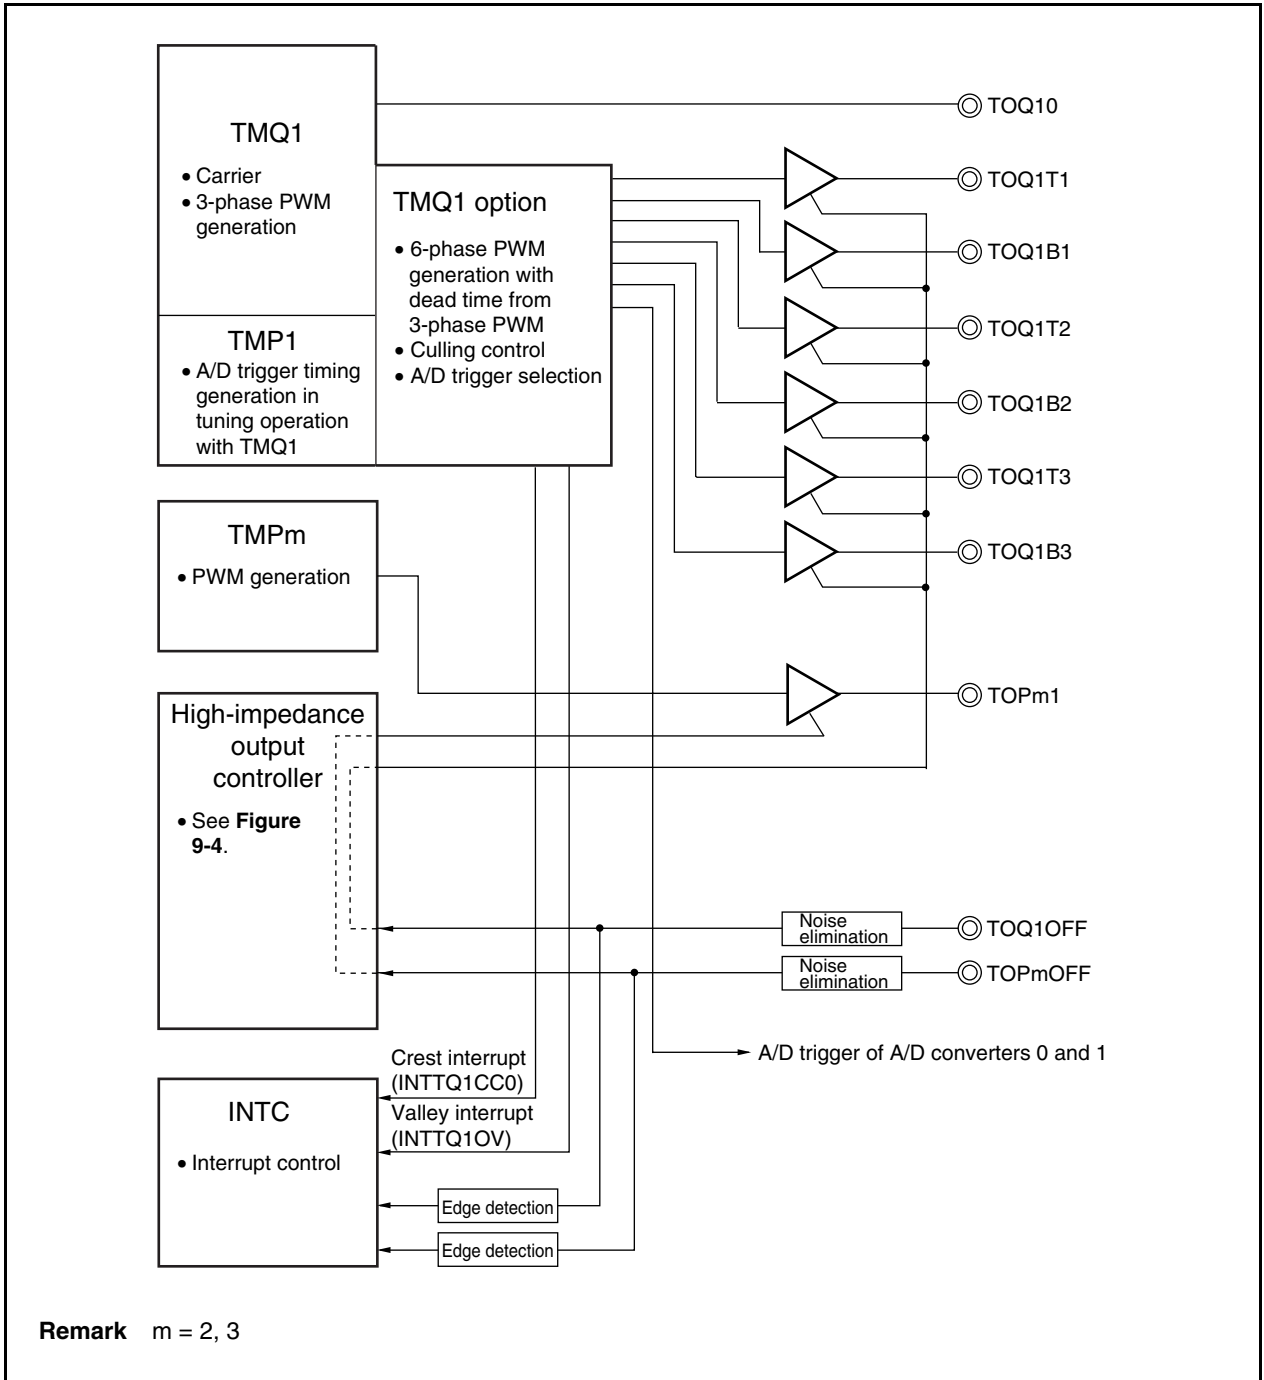 TMQ1
• Carrier
• 3-phase PWM
generation
TMP1
• A/D trigger timing
generation in
tuning operation
with TMQ1
TMQ1 option
• 6-phase PWM
generation with
dead time from
3-phase PWM
• Culling control
• A/D trigger selection
TOQ10
TOQ1T1
TOQ1B1
TOQ1T2
TOQ1B2
TOQ1T3
TOQ1B3
TMPm
• PWM generation
TOPm1
High-impedance
output
controller
• See Figure
9-4.
Noise
elimination
TOQ1OFF
Noise
elimination
TOPmOFF
A/D trigger of A/D converters 0 and 1
Crest interrupt
(INTTQ1CC0)
Valley interrupt
(INTTQ1OV)
INTC
• Interrupt control
Edge detection
Edge detection
Remark m = 2, 3